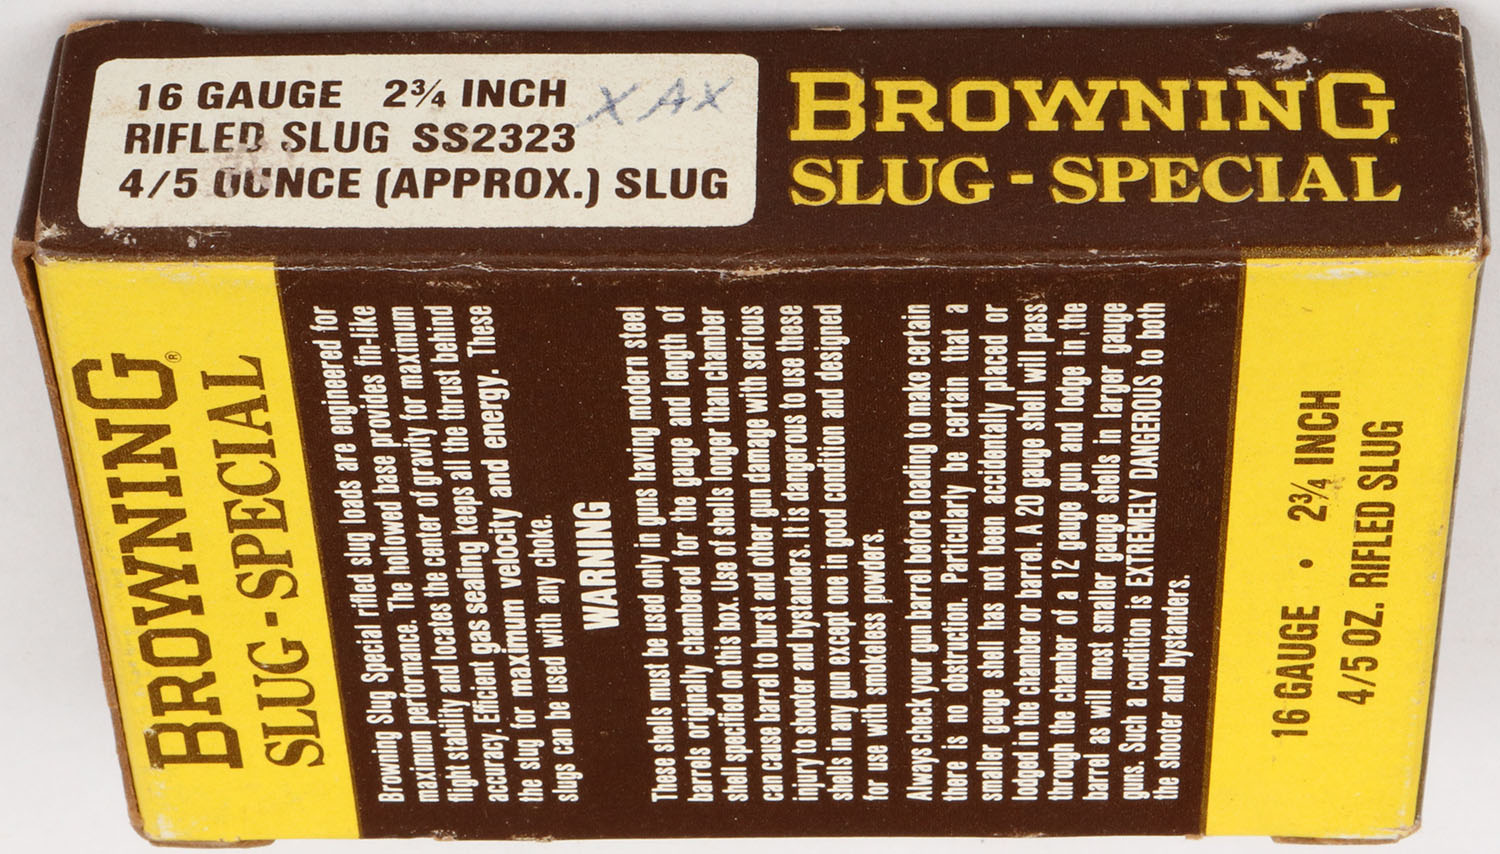 16 GAUGE 2¾ INCH
RIFLED SLUG SS2323
4/5 OUNCE (APPROX.) SLUG
XAX
BROWNING®
SLUG-SPECIAL
BROWNING®
SLUG-SPECIAL
Browning Slug Special rifled slug loads are engineered for
maximum performance. The hollowed base provides fin-like
flight stability and locates the center of gravity for maximum
accuracy. Efficient gas sealing keeps all the thrust behind
the slug for maximum velocity and energy. These
slugs can be used with any choke.
WARNING
These shells must be used only in guns having modern steel
barrels originally chambered for the gauge and length of
shell specified on this box. Use of shells longer than chamber
can cause barrel to burst and other gun damage with serious
injury to shooter and bystanders. It is dangerous to use these
shells in any gun except one in good condition and designed
for use with smokeless powders.
Always check your gun barrel before loading to make certain
there is no obstruction. Particularly be certain that a
smaller gauge shell has not been accidentally placed or
lodged in the chamber or barrel. A 20 gauge shell will pass
through the chamber of a 12 gauge gun and lodge in the
barrel as will most smaller gauge shells in larger gauge
guns. Such a condition is EXTREMELY DANGEROUS to both
the shooter and bystanders.
16 GAUGE • 2¾ INCH
4/5 OZ. RIFLED SLUG